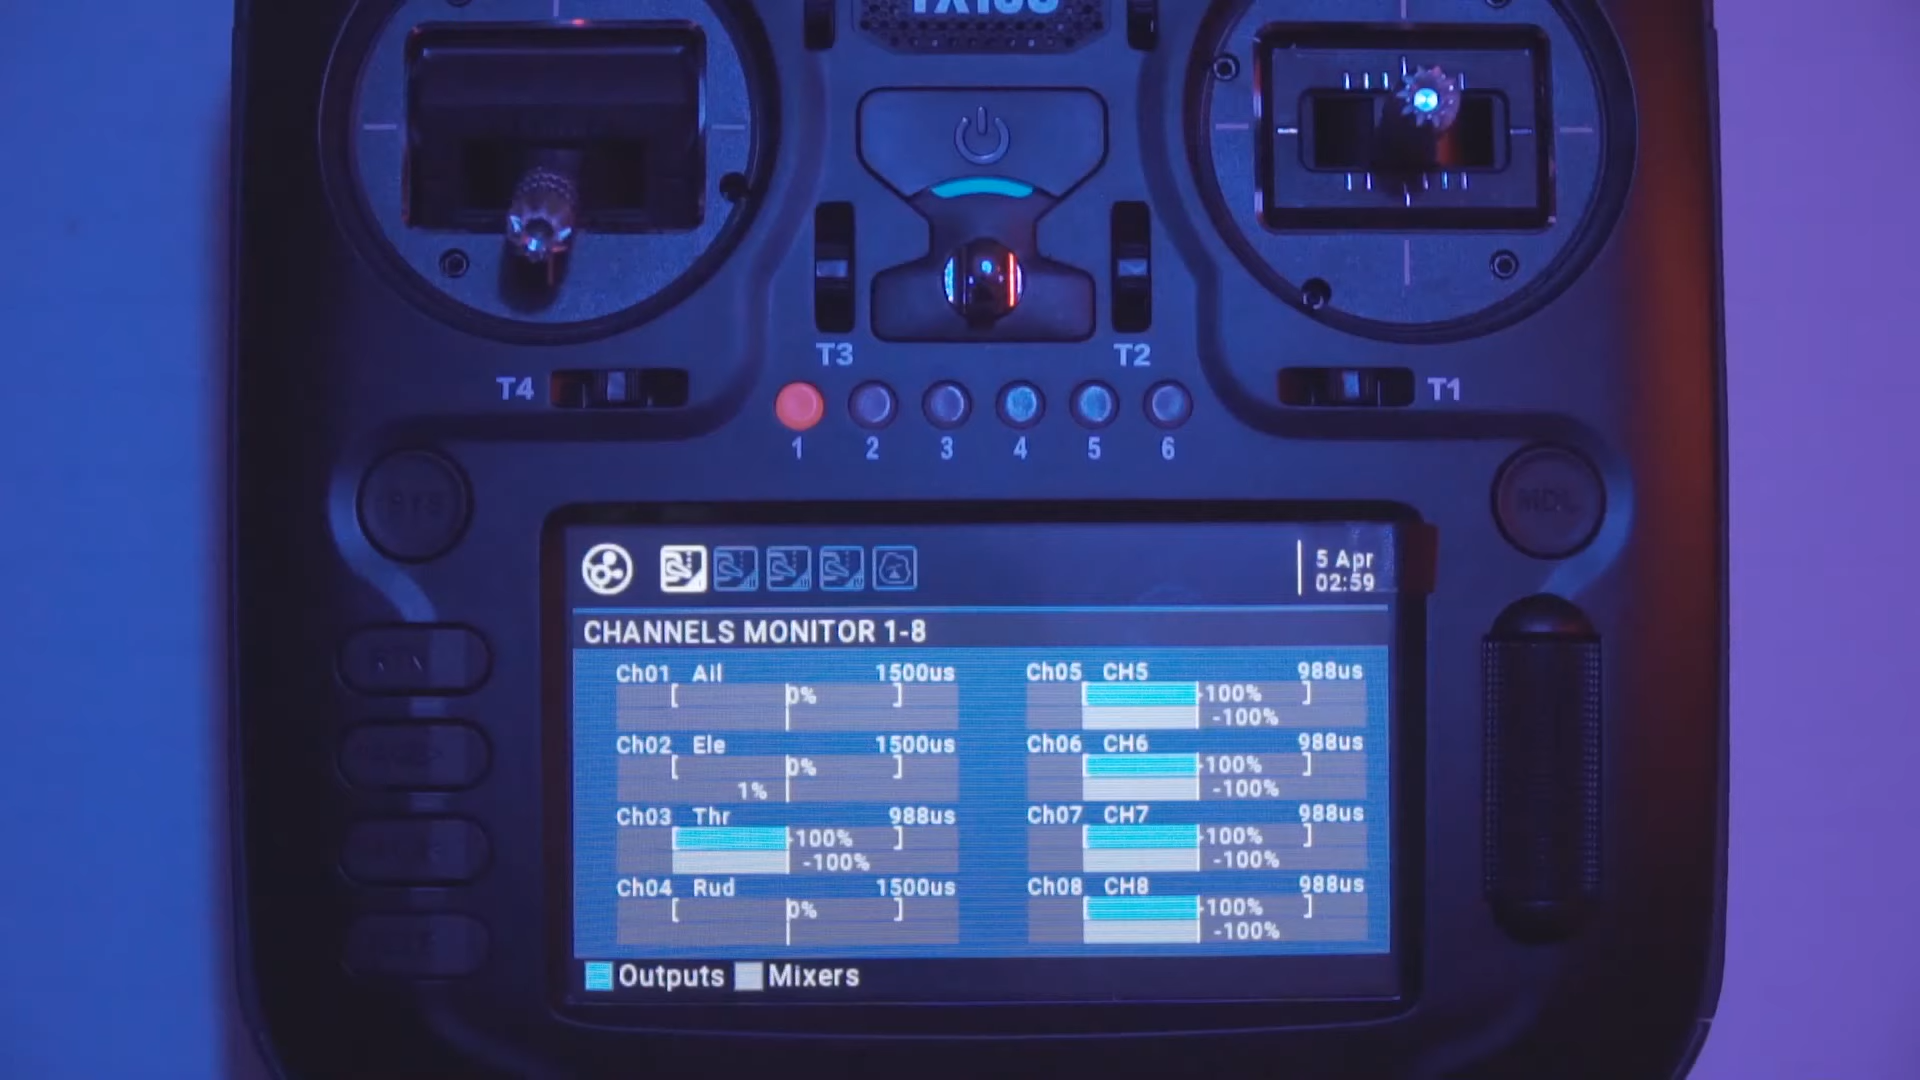 T3
T2
T4
T1
1 2 3 4 5 6
SYS
MDL
5 Apr
02:59
CHANNELS MONITOR 1-8
Ch01 Ail 1500us
0%
Ch02 Ele 1500us
0%
1%
Ch03 Thr 988us
-100%
-100%
Ch04 Rud 1500us
0%
Ch05 CH5 988us
-100%
-100%
Ch06 CH6 988us
-100%
-100%
Ch07 CH7 988us
-100%
-100%
Ch08 CH8 988us
-100%
-100%
Outputs Mixers